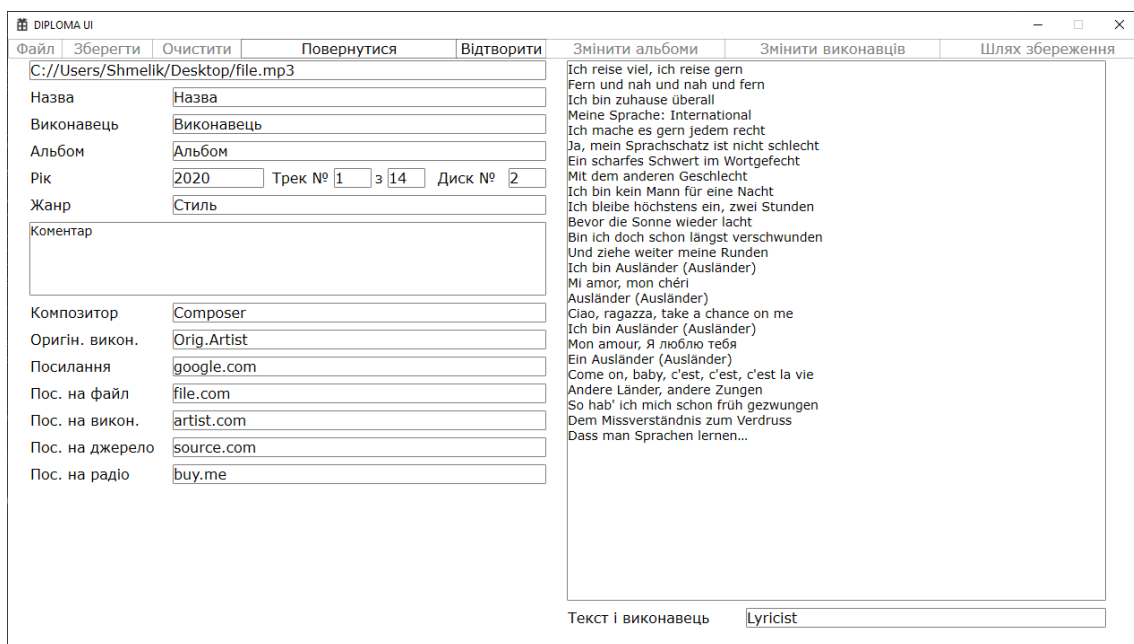 DIPLOMA UI
Файл Зберегти Очистити Повернутися Відтворити Змінити альбоми Змінити виконавців Шлях збереження
C://Users/Shmelik/Desktop/file.mp3
Назва Назва
Виконавець Виконавець
Альбом Альбом
Рік 2020 Трек № 1 з 14 Диск № 2
Жанр Стиль
Коментар
Композитор Composer
Оригін. викон. Orig.Artist
Посилання google.com
Пос. на файл file.com
Пос. на викон. artist.com
Пос. на джерело source.com
Пос. на радіо buy.me
Ich reise viel, ich reise gern
Fern und nah und nah und fern
Ich bin zuhause überall
Meine Sprache: International
Ich mache es gern jedem recht
Ja, mein Sprachschatz ist nicht schlecht
Ein scharfes Schwert im Wortgefecht
Mit dem anderen Geschlecht
Ich bin kein Mann für eine Nacht
Ich bleibe höchstens ein, zwei Stunden
Bevor die Sonne wieder lacht
Bin ich doch schon längst verschwunden
Und ziehe weiter meine Runden
Ich bin Ausländer (Ausländer)
Mi amor, mon chéri
Ausländer (Ausländer)
Ciao, ragazza, take a chance on me
Ich bin Ausländer (Ausländer)
Mon amour, Я люблю тебя
Ein Ausländer (Ausländer)
Come on, baby, c'est, c'est, c'est la vie
Andere Länder, andere Zungen
So hab' ich mich schon früh gezwungen
Dem Missverständnis zum Verdruss
Dass man Sprachen lernen...
Текст і виконавець Lyricist